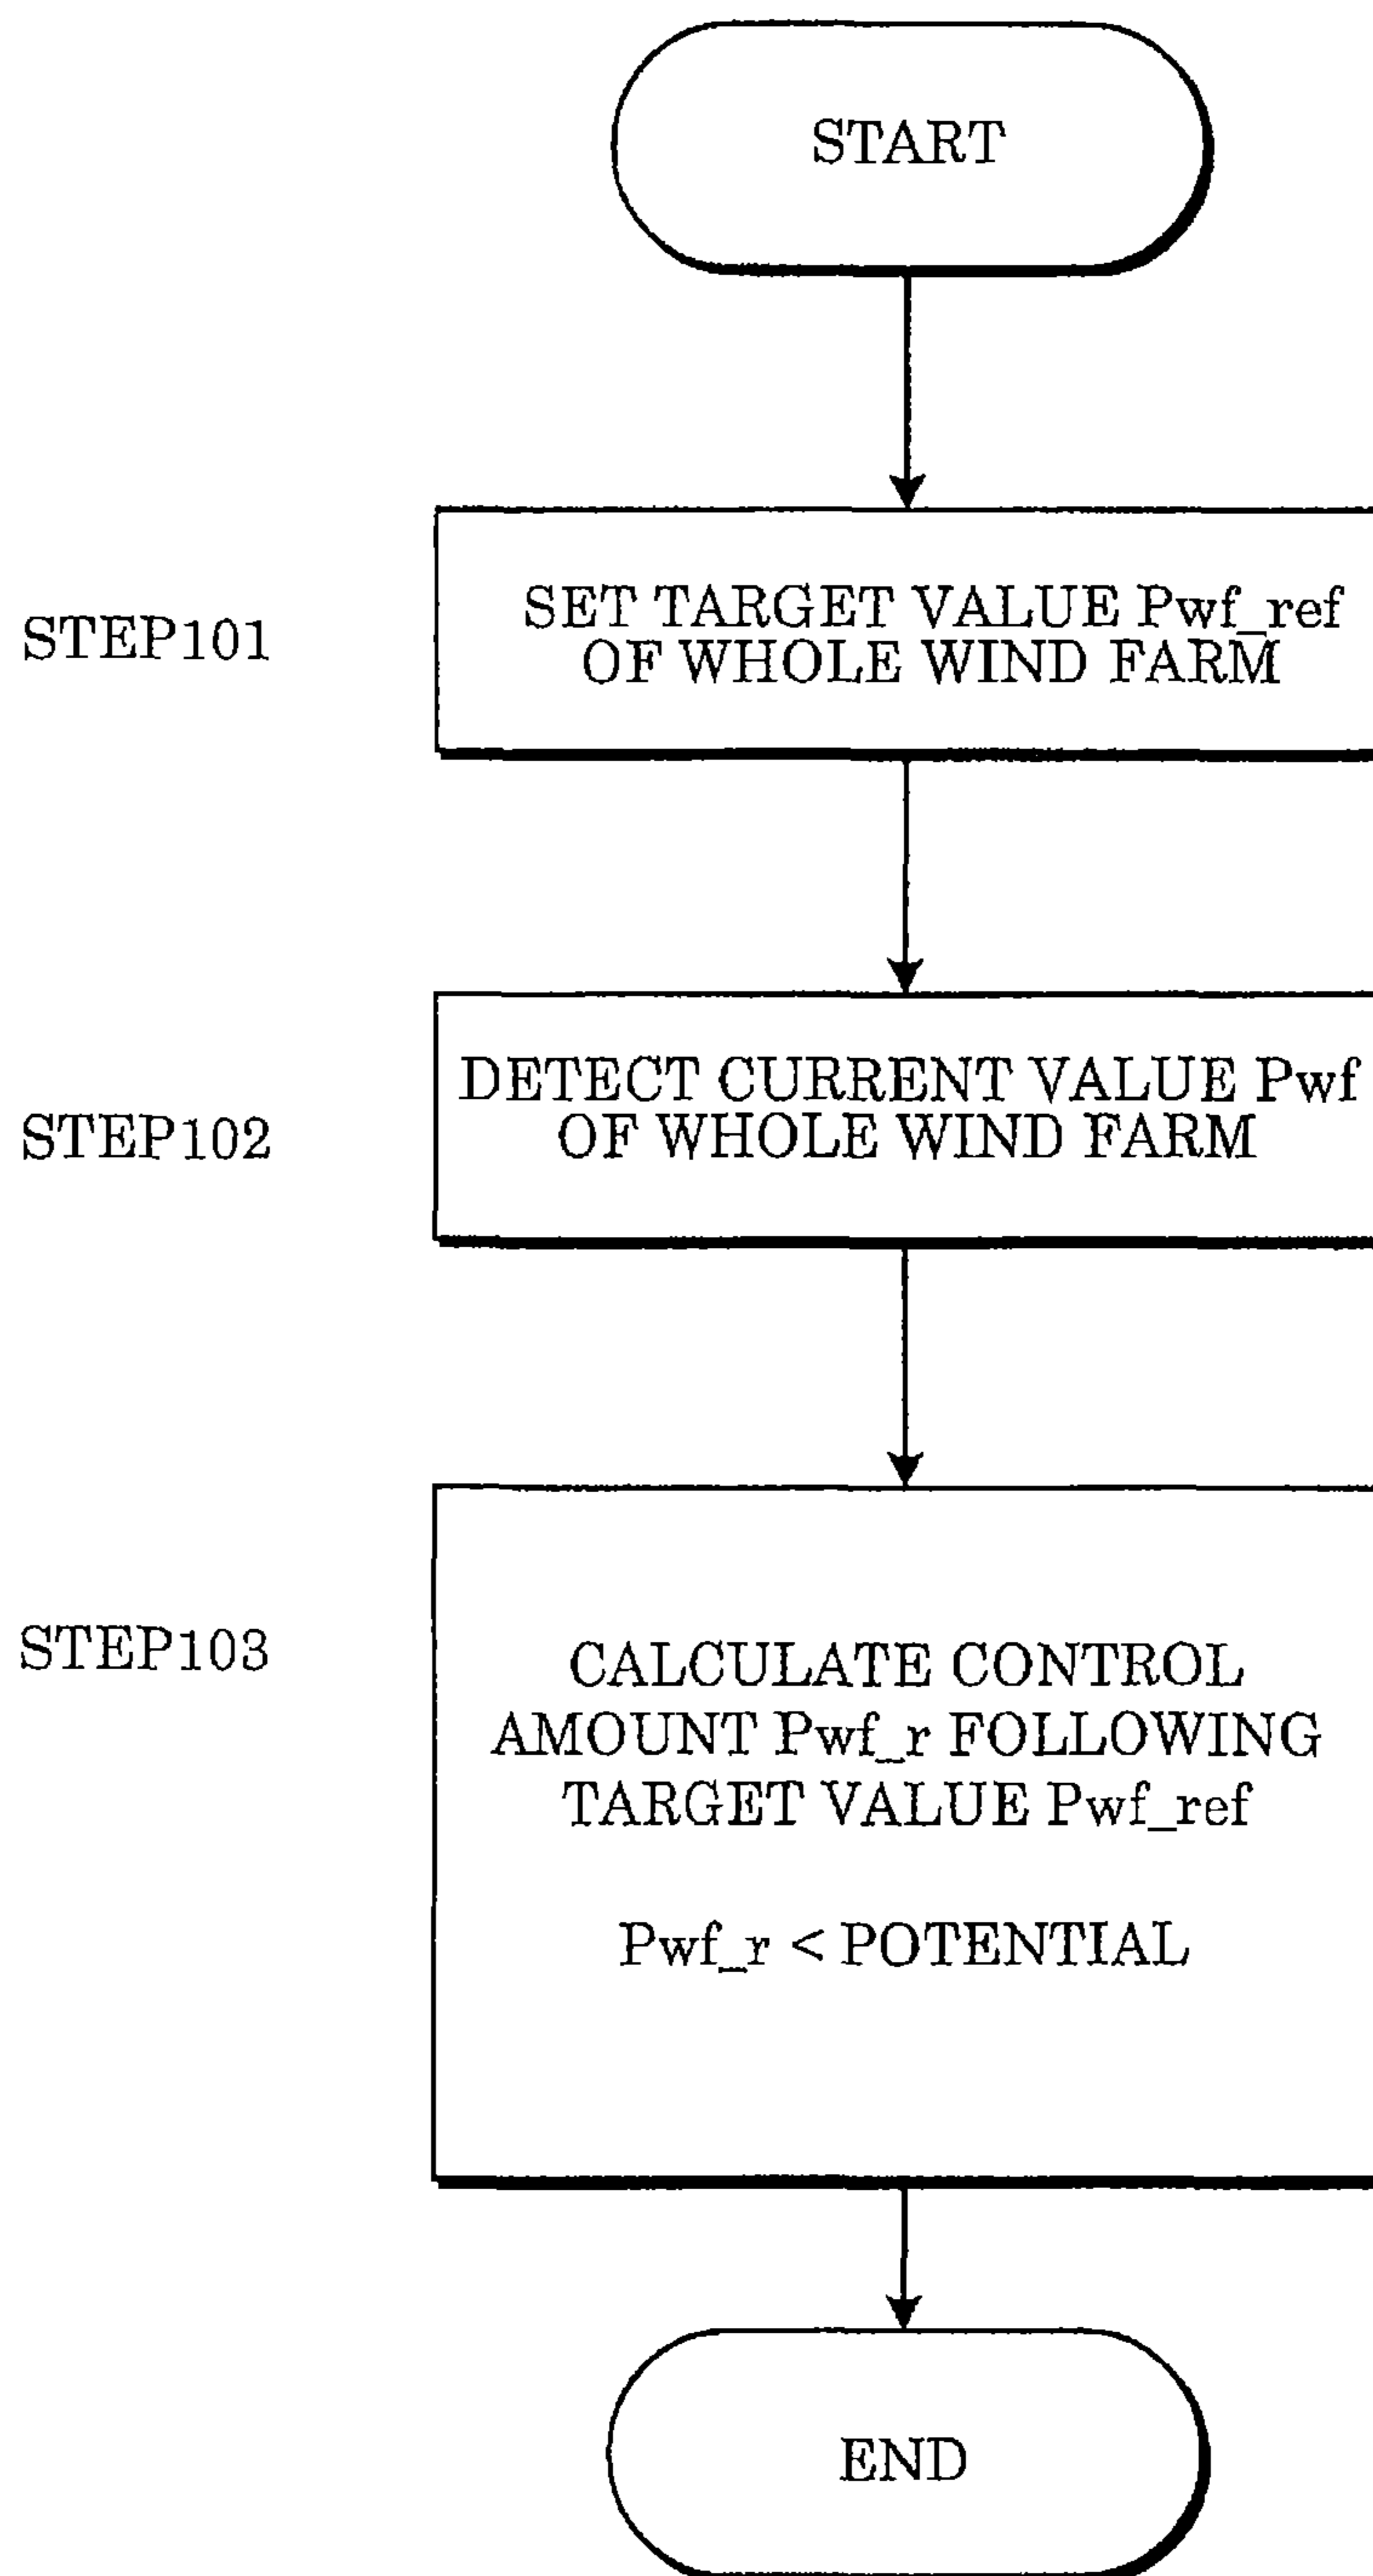 START
STEP101
SET TARGET VALUE Pwf_ref
OF WHOLE WIND FARM
STEP102
DETECT CURRENT VALUE Pwf
OF WHOLE WIND FARM
STEP103
CALCULATE CONTROL
AMOUNT Pwf_r FOLLOWING
TARGET VALUE Pwf_ref
Pwf_r < POTENTIAL
END